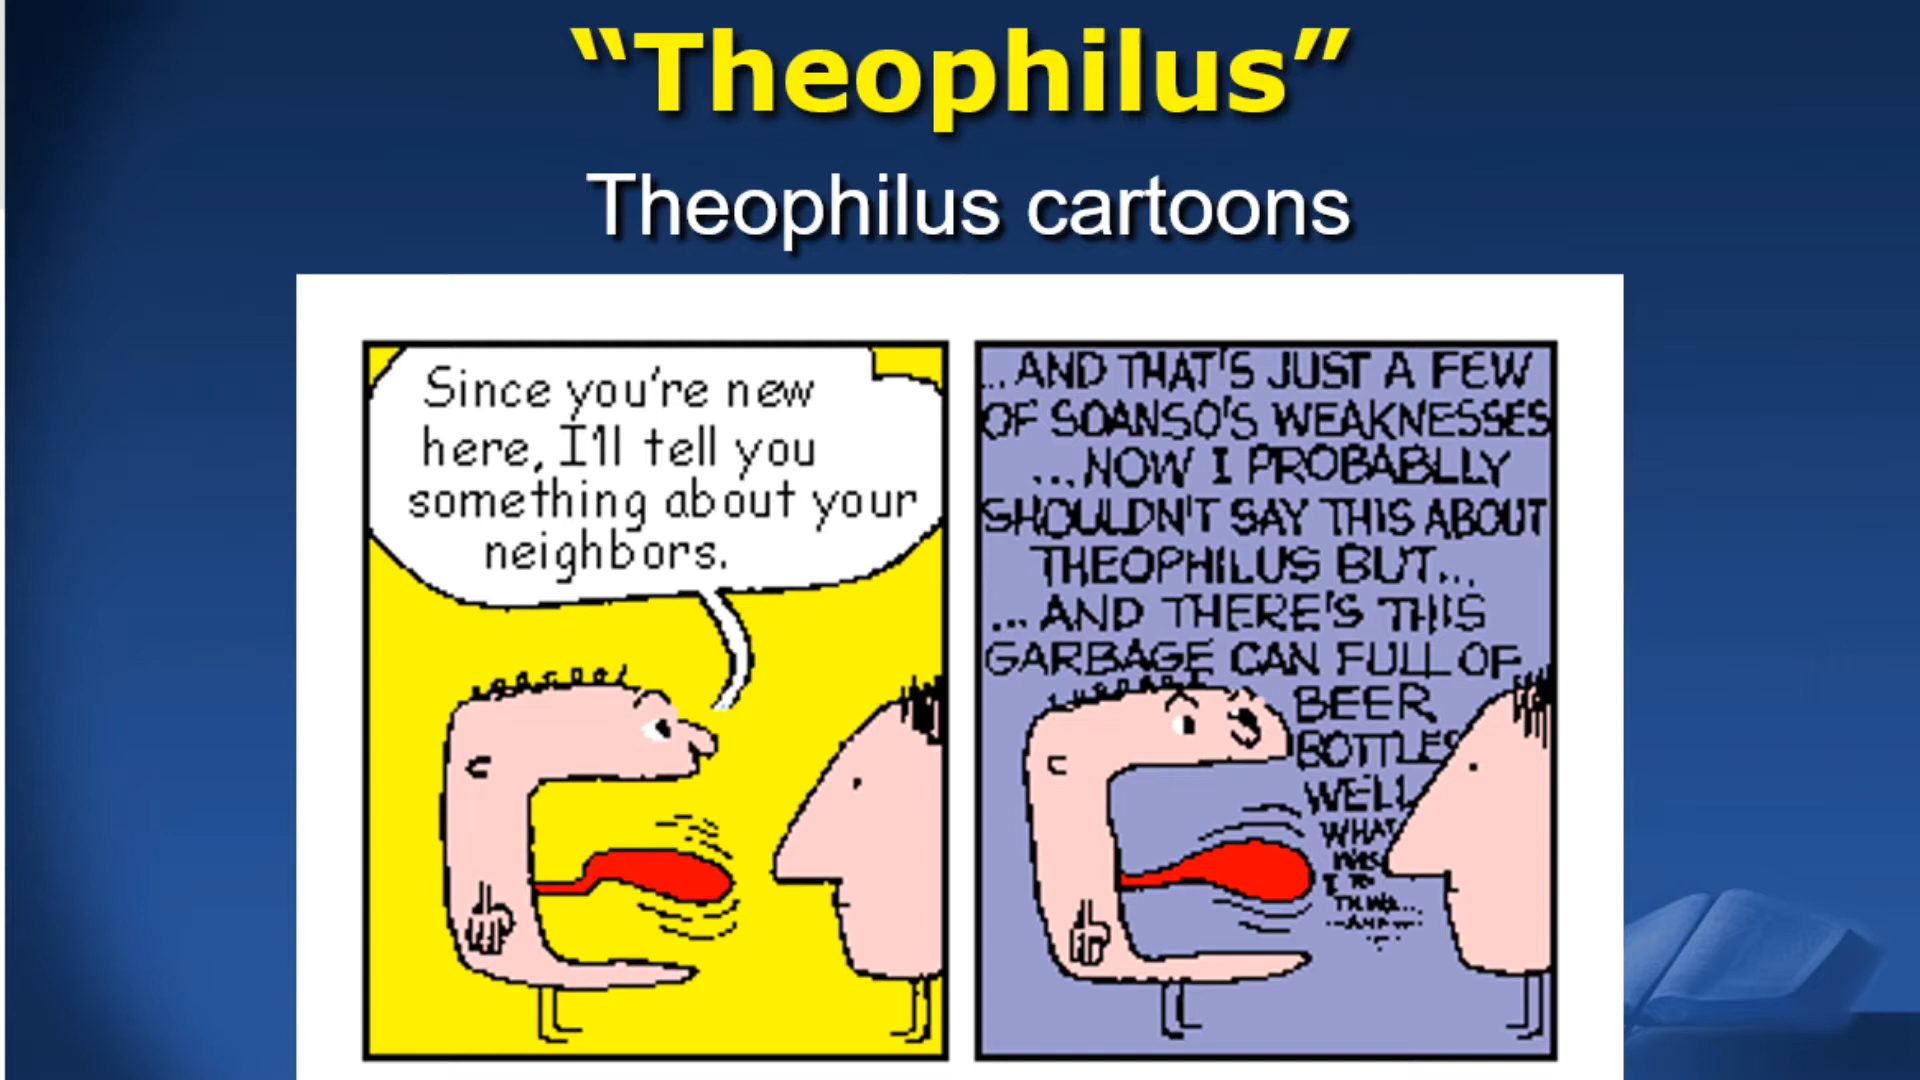 “Theophilus”
Theophilus cartoons
Since you're new
here, I'll tell you
something about your
neighbors.
...AND THAT'S JUST A FEW
OF SOANSO'S WEAKNESSES
...NOW I PROBABLLY
SHOULDN'T SAY THIS ABOUT
THEOPHILUS BUT...
...AND THERE'S THIS
GARBAGE CAN FULL OF
BEER
BOTTLES
WELL
WHAT